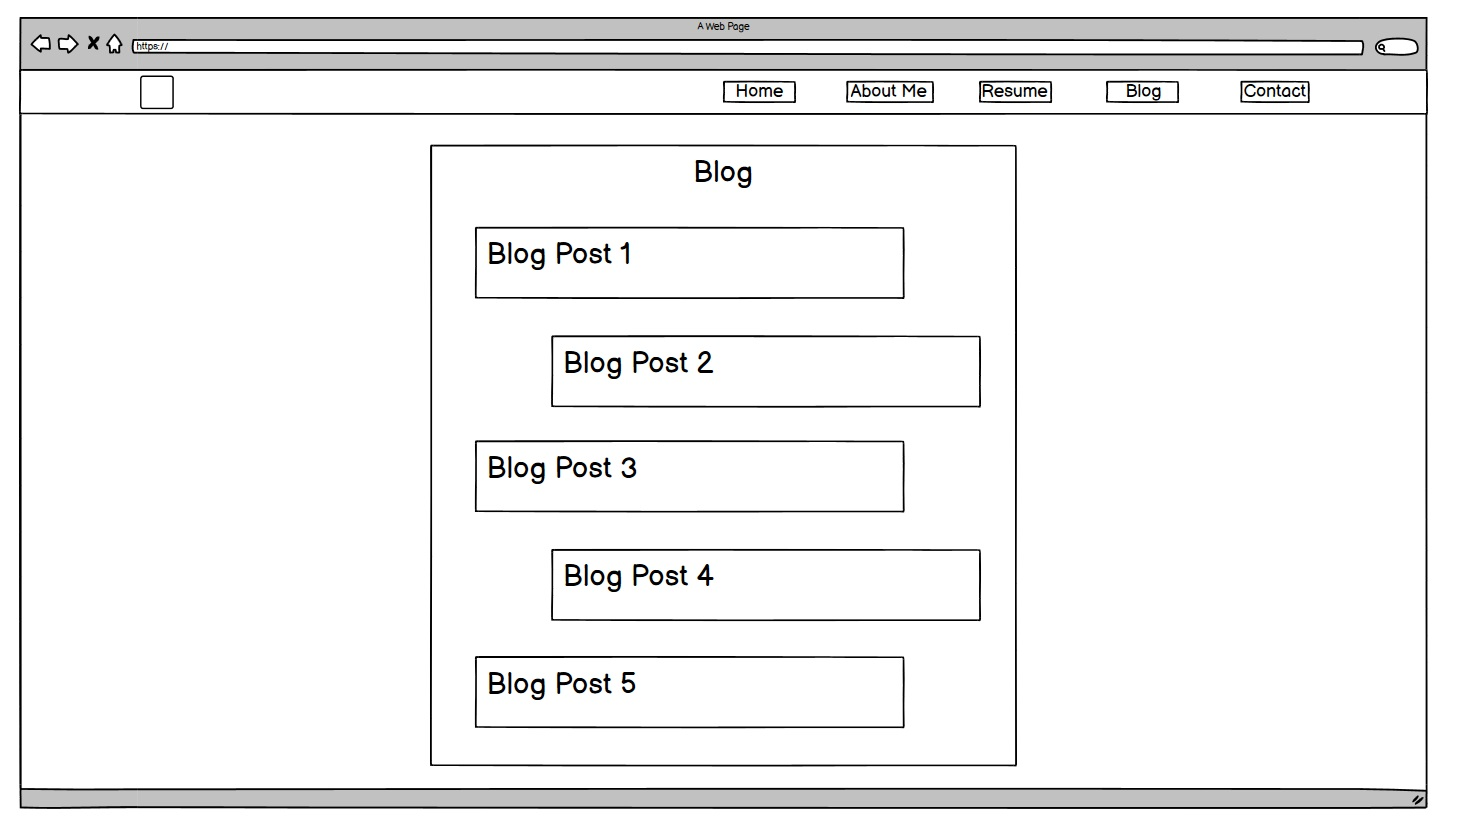 A Web Page
https://
Home About Me Resume Blog Contact
Blog
Blog Post 1
Blog Post 2
Blog Post 3
Blog Post 4
Blog Post 5